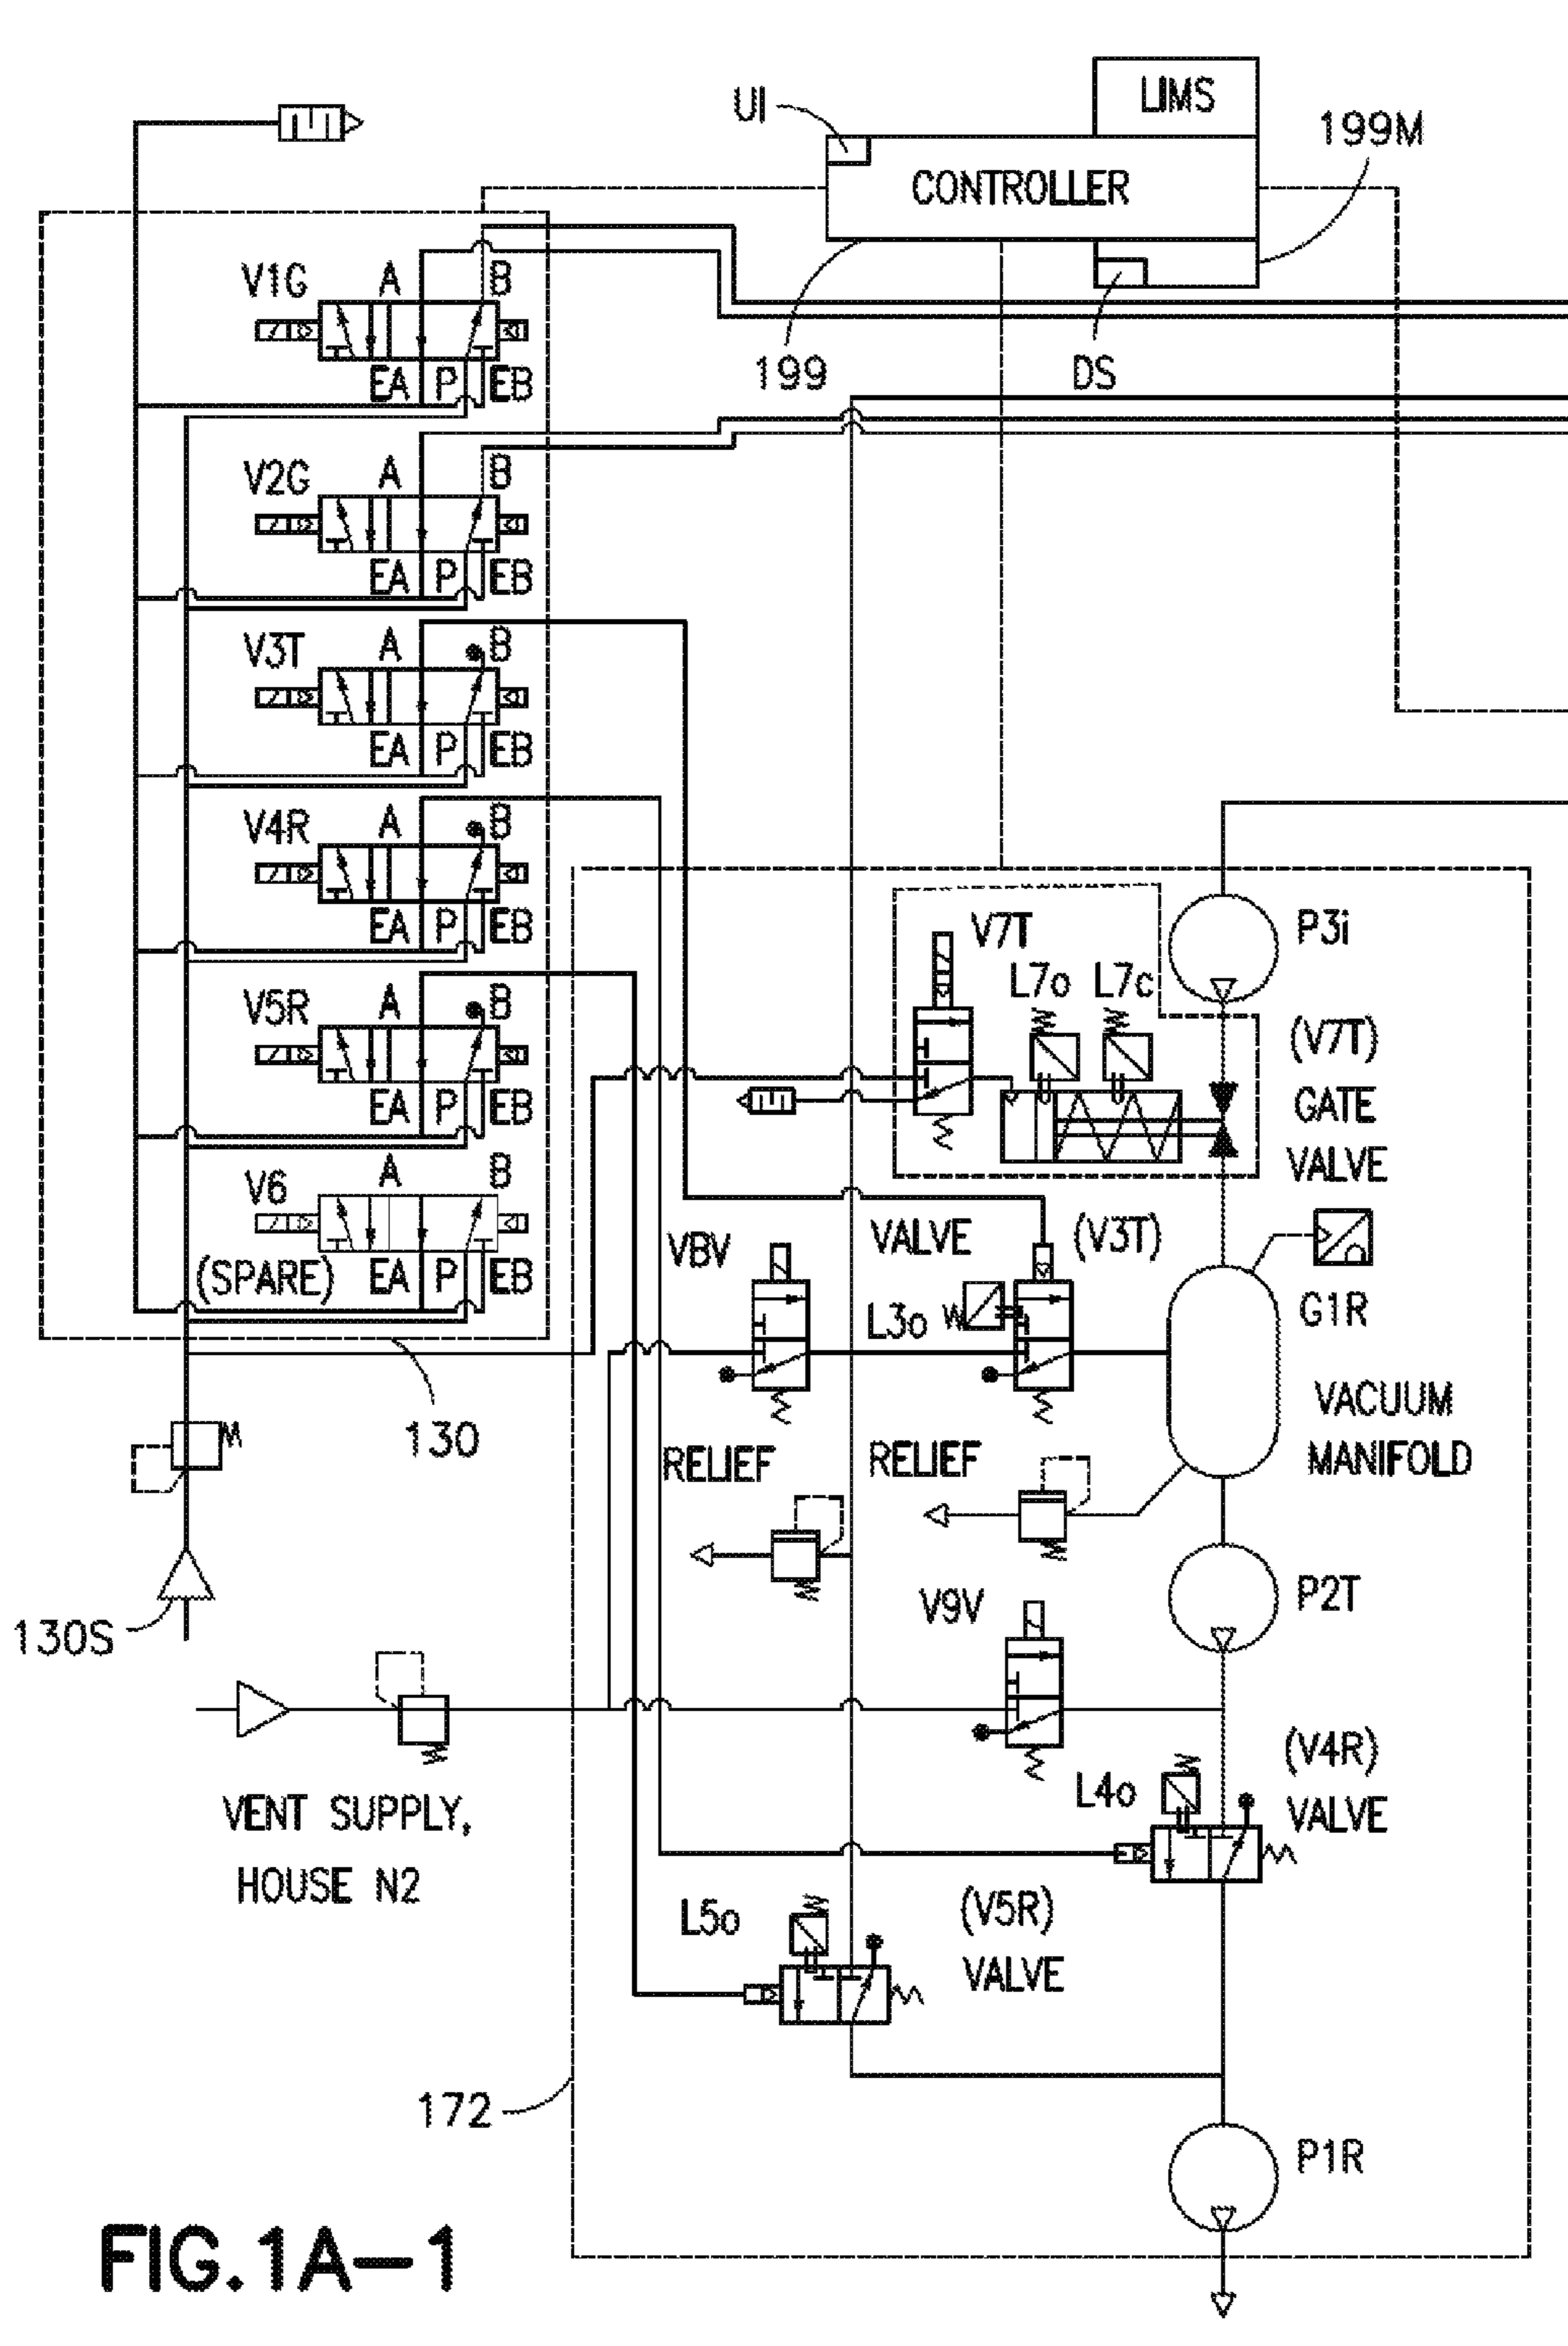 LIMS
UI
199M
CONTROLLER
V1G A B
199 DS
EA P EB
V2G A B
EA P EB
V3T A B
EA P EB
V4R A B
EA P EB
V7T P3i
L7o L7c
V5R A B
(V7T)
GATE
VALVE
EA P EB
V6 A B
(SPARE) EA P EB
VBV VALVE (V3T)
L3o G1R
130
VACUUM
MANIFOLD
RELIEF RELIEF
130S
V9V P2T
VENT SUPPLY,
HOUSE N2
L4o (V4R)
VALVE
L5o (V5R)
VALVE
172
P1R
FIG.1A-1